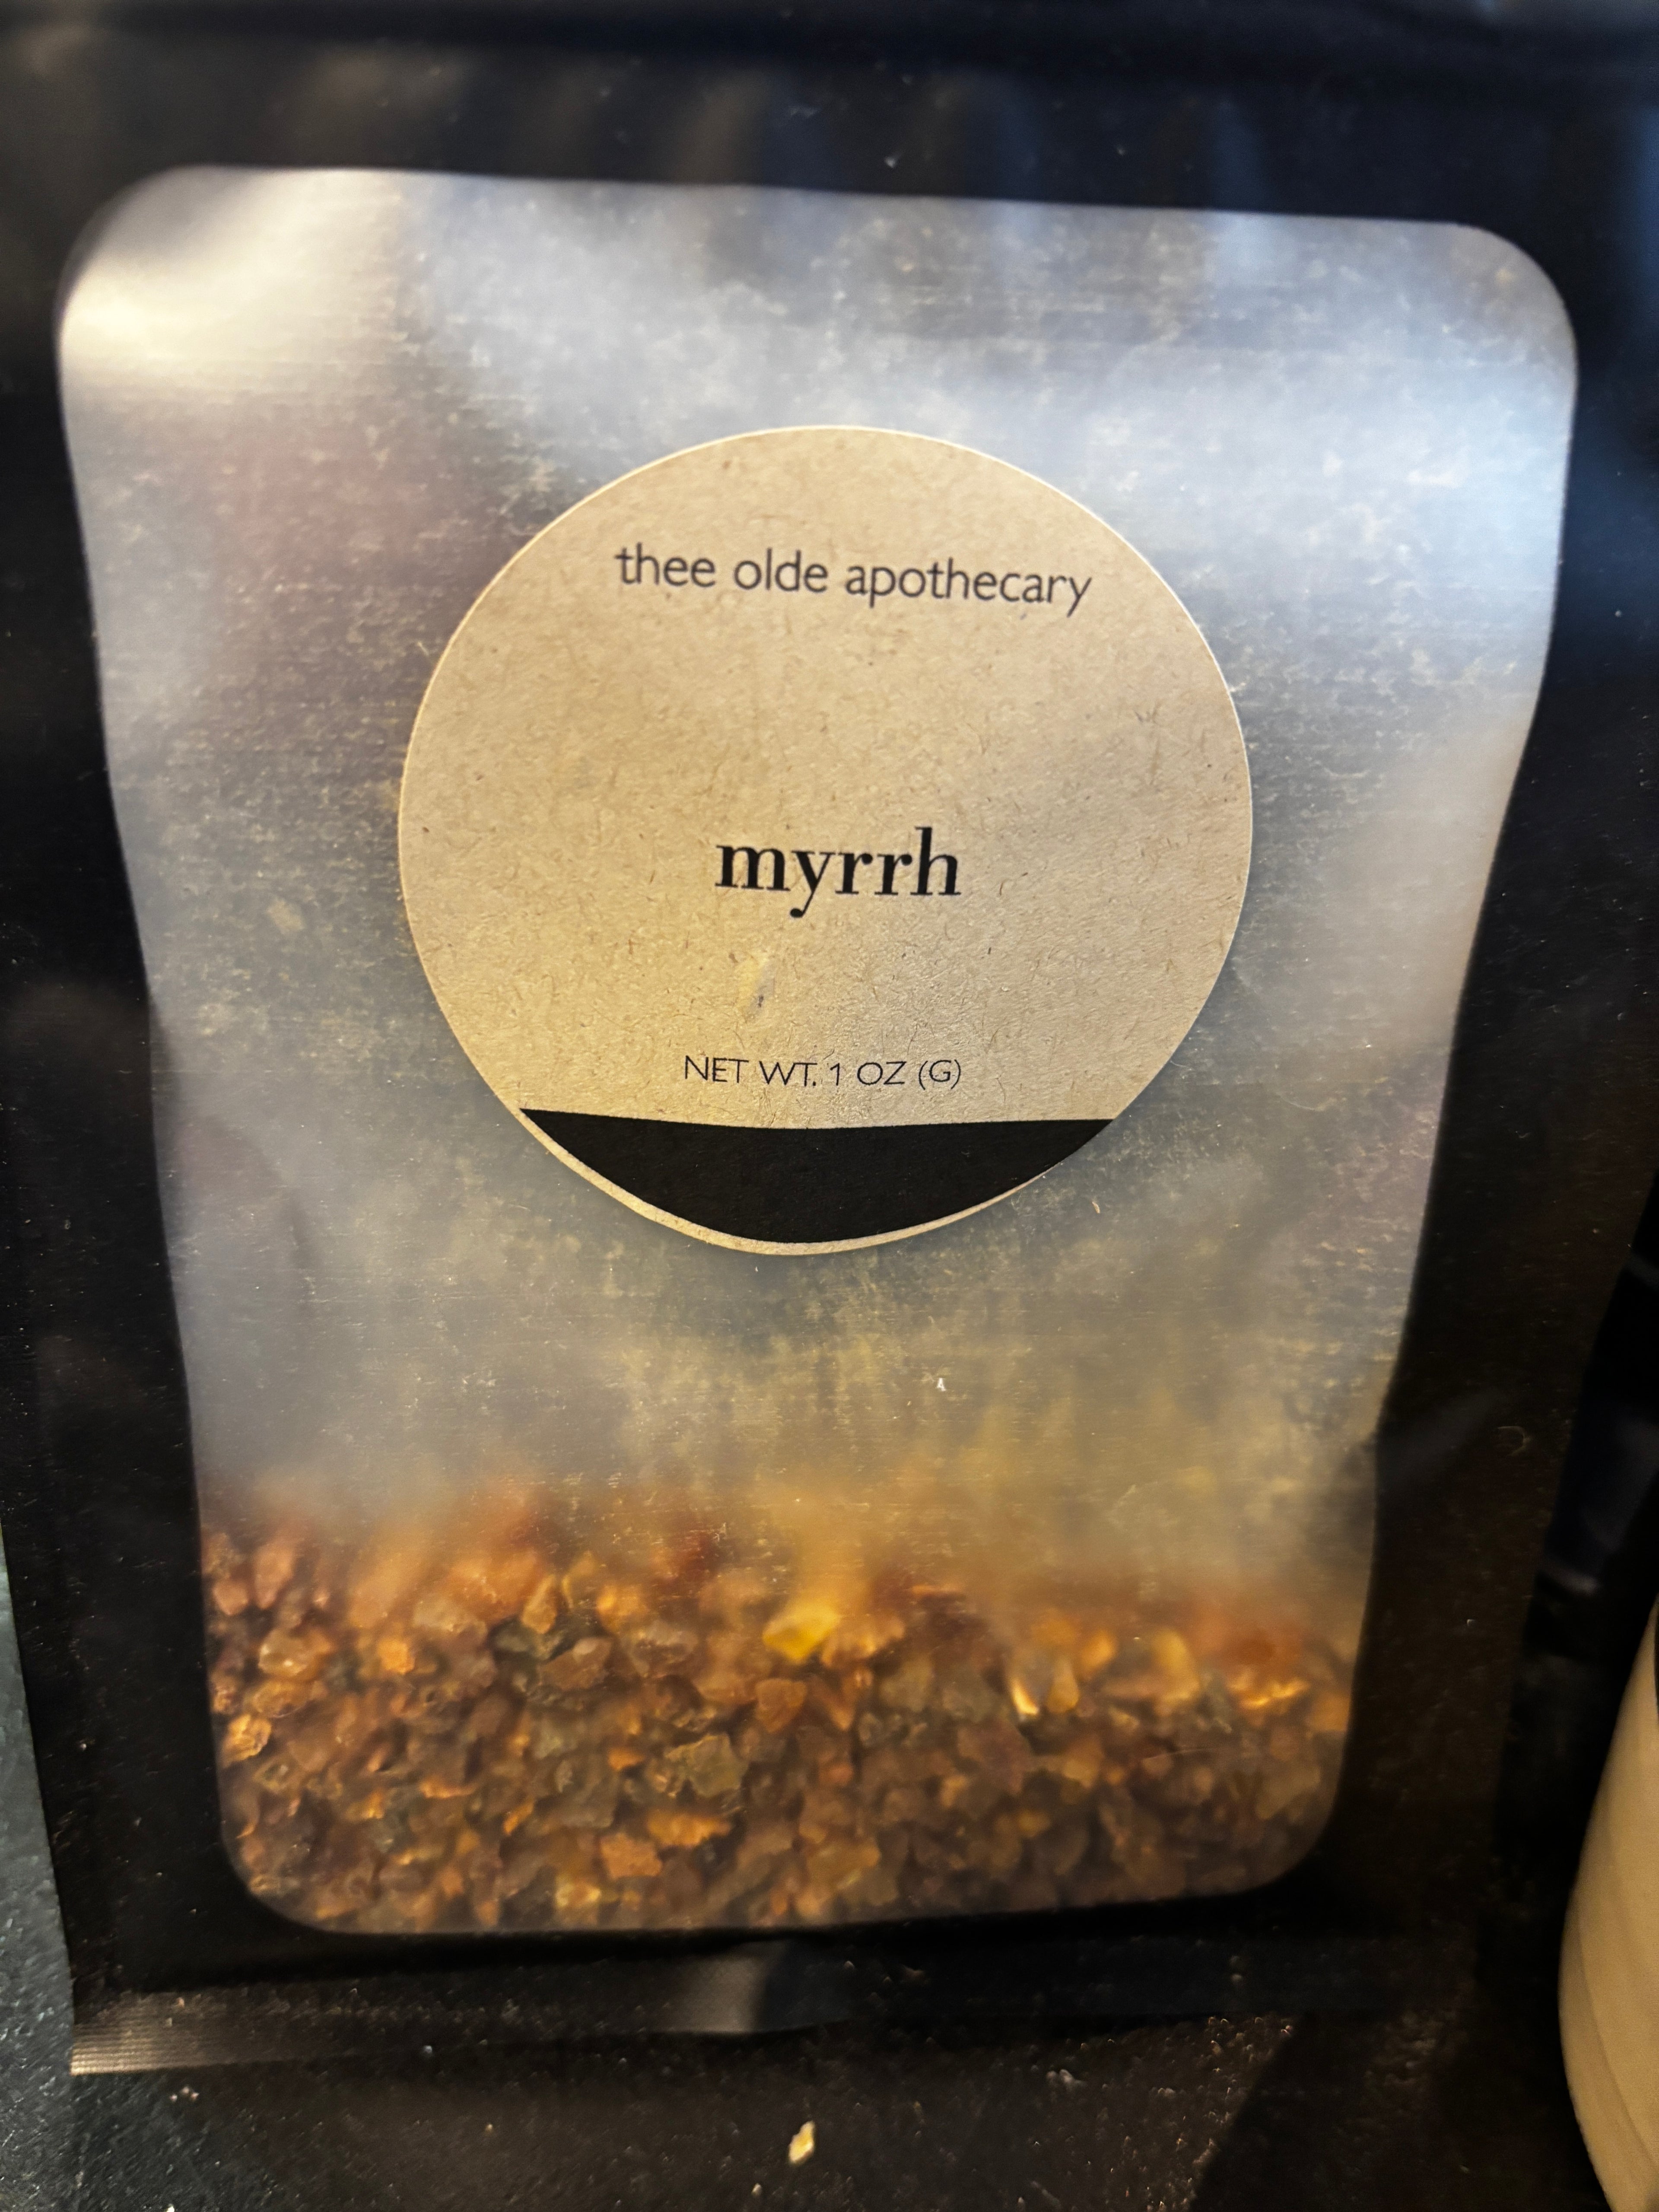 thee olde apothecary
myrrh
NET WT. 1 OZ (G)